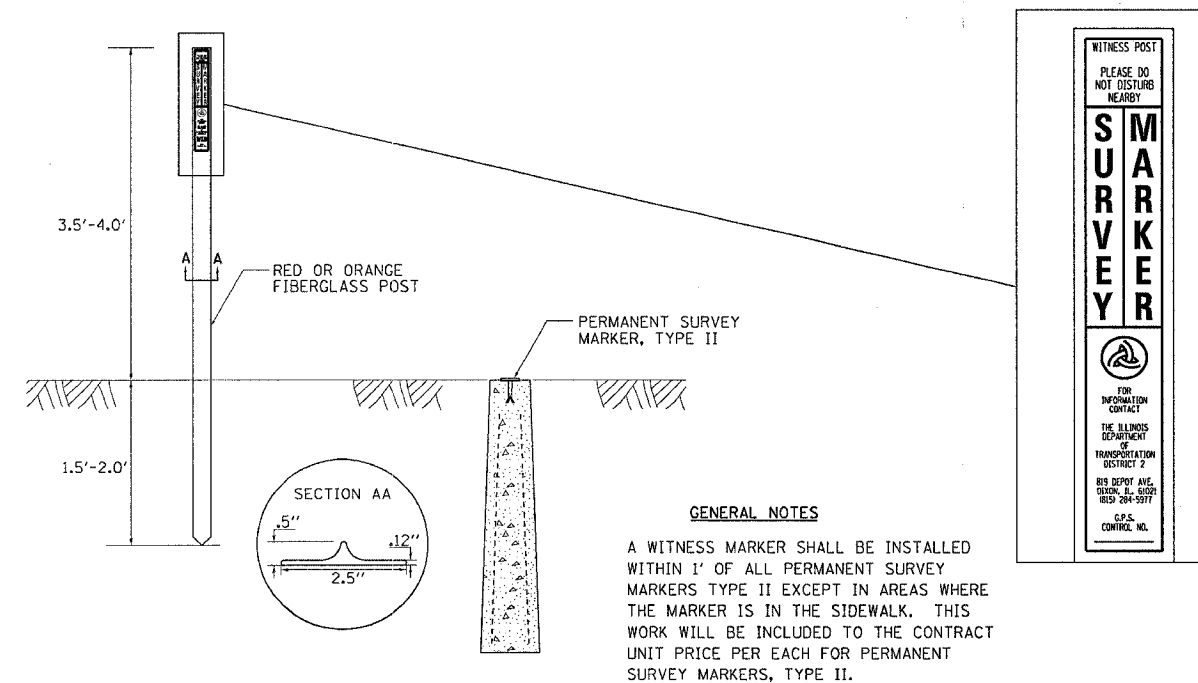 3.5'-4.0'
A A
RED OR ORANGE
FIBERGLASS POST
PERMANENT SURVEY
MARKER, TYPE II
1.5'-2.0'
SECTION AA
.5"
.12"
2.5"
GENERAL NOTES
A WITNESS MARKER SHALL BE INSTALLED
WITHIN 1' OF ALL PERMANENT SURVEY
MARKERS TYPE II EXCEPT IN AREAS WHERE
THE MARKER IS IN THE SIDEWALK. THIS
WORK WILL BE INCLUDED TO THE CONTRACT
UNIT PRICE PER EACH FOR PERMANENT
SURVEY MARKERS, TYPE II.
WITNESS POST
PLEASE DO
NOT DISTURB
NEARBY
SURVEY
MARKER
FOR
INFORMATION
CONTACT
THE ILLINOIS
DEPARTMENT
OF
TRANSPORTATION
DISTRICT 2
819 DEPOT AVE.
DIXON, IL. 61021
(815) 284-5977
G.P.S.
CONTROL NO.